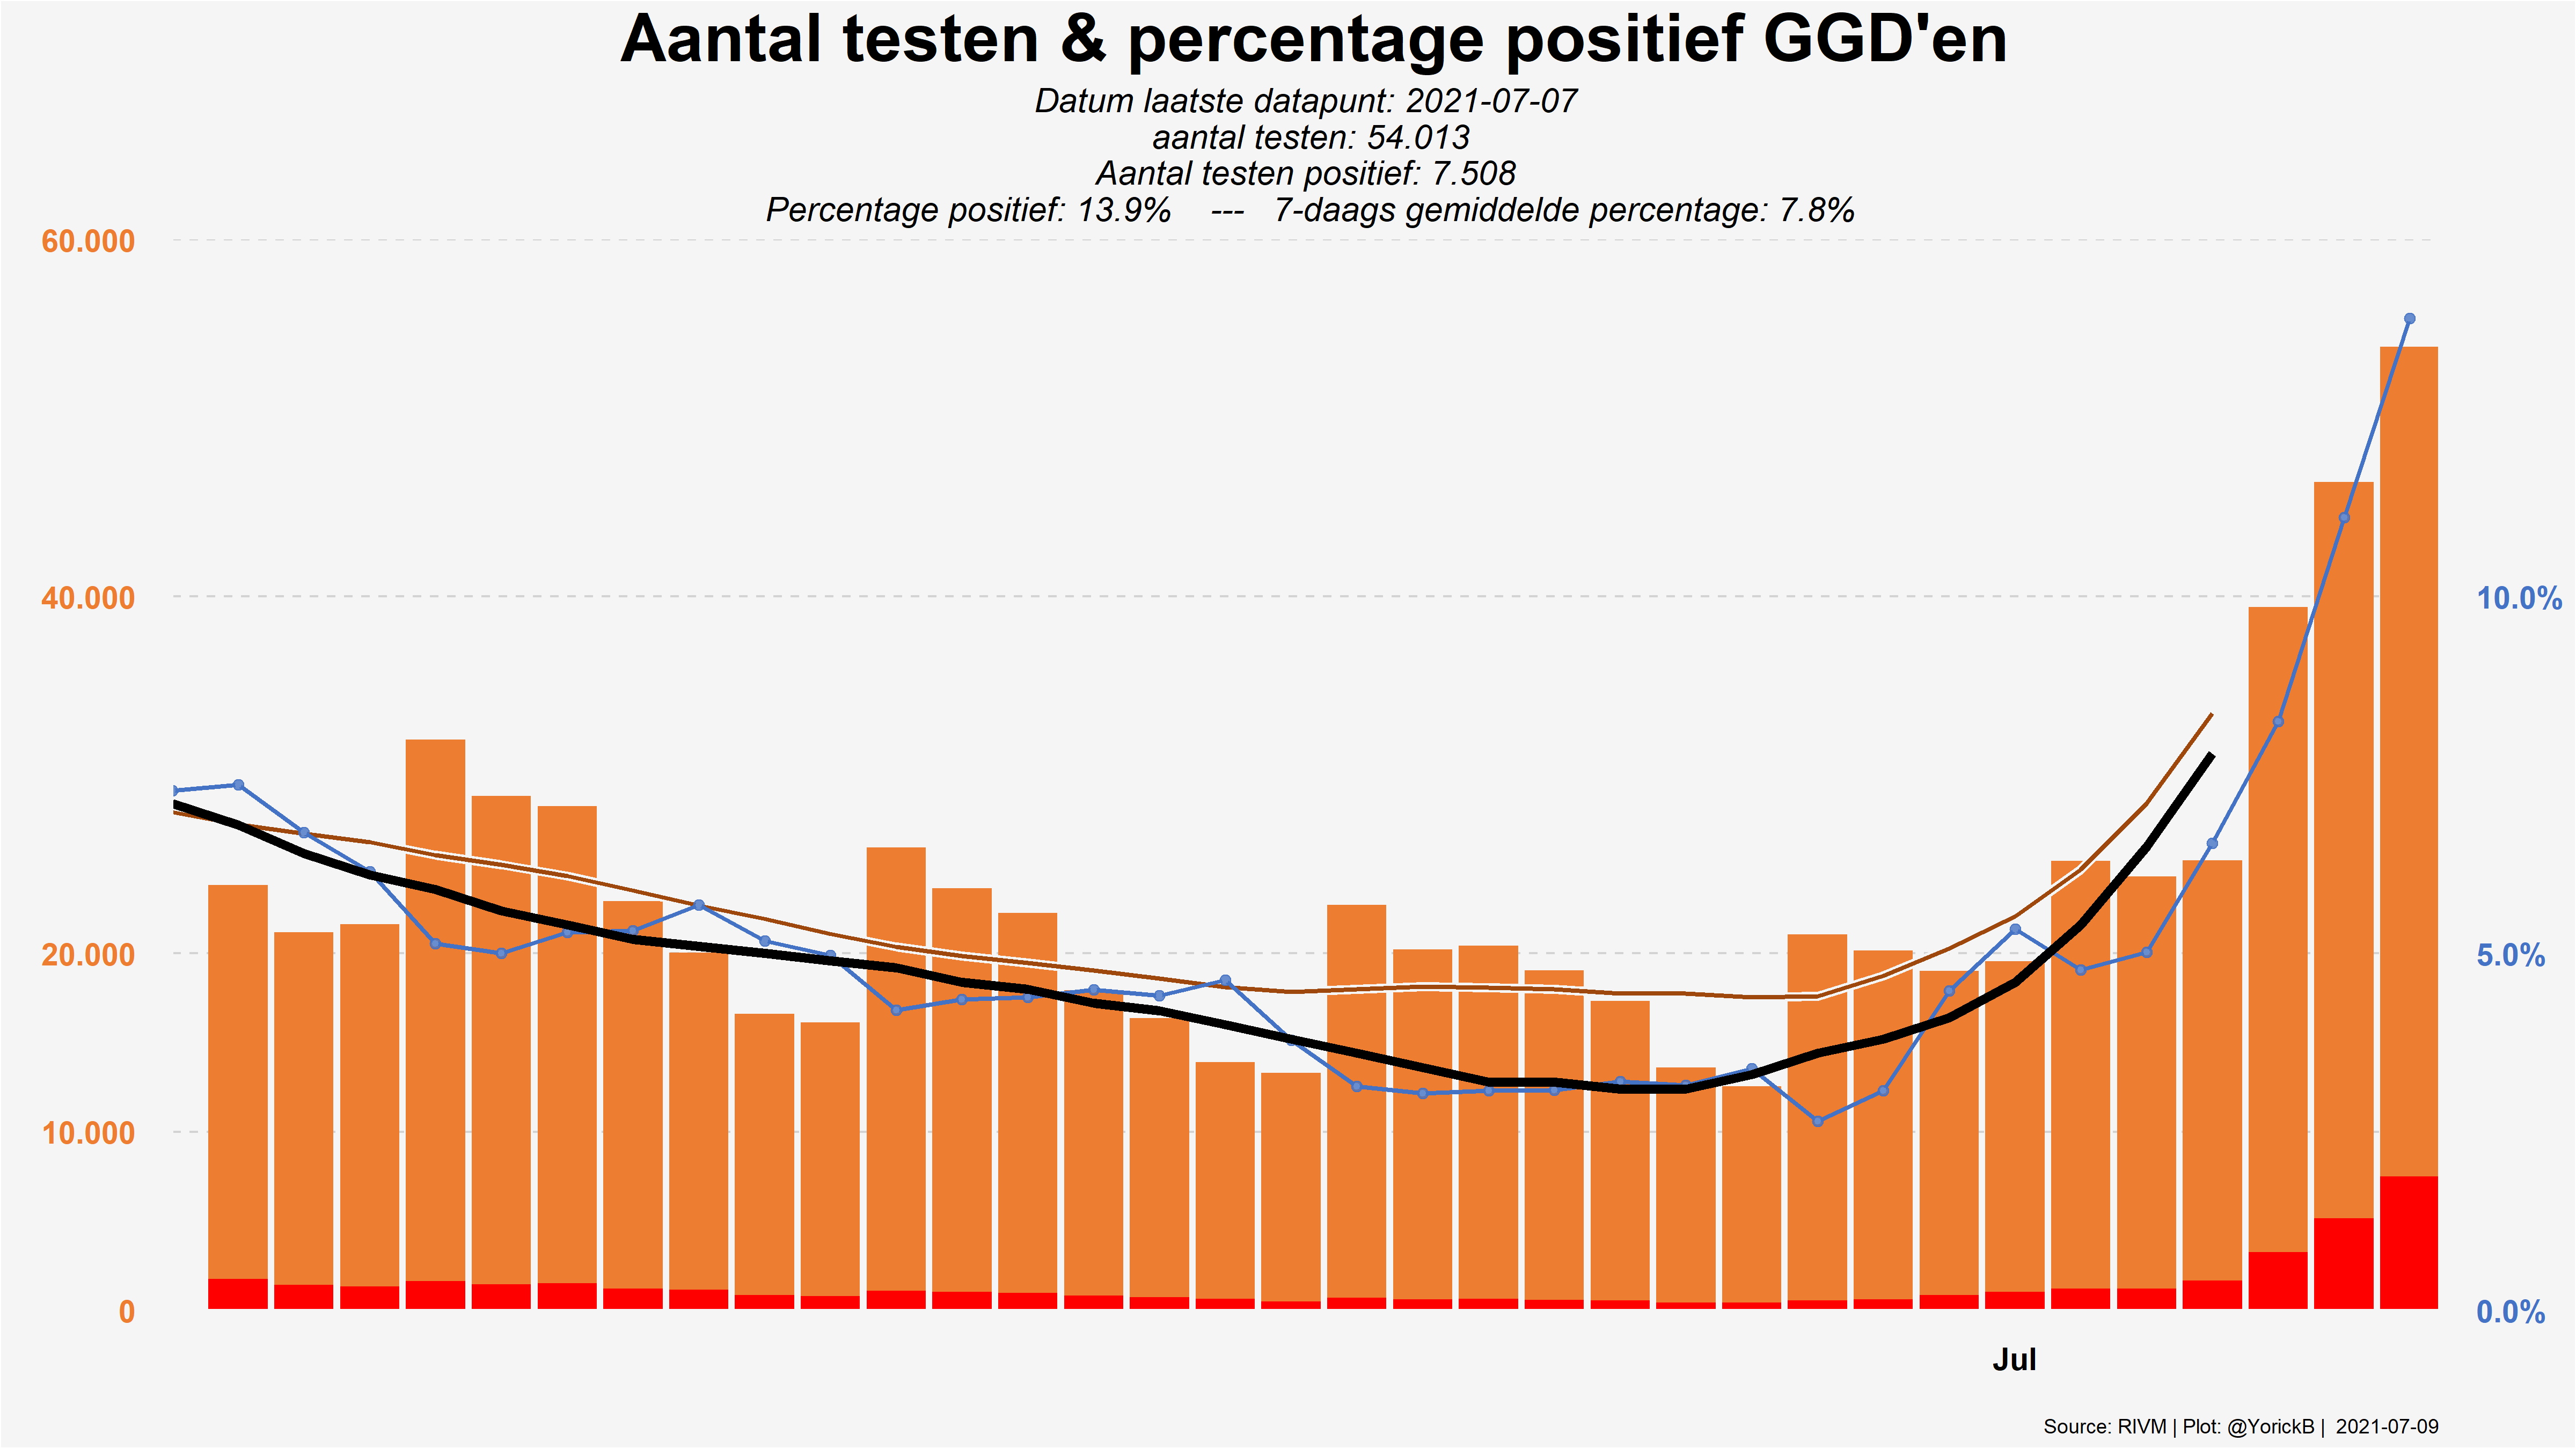 Aantal testen & percentage positief GGD'en
Datum laatste datapunt: 2021-07-07
aantal testen: 54.013
Aantal testen positief: 7.508
Percentage positief: 13.9% --- 7-daags gemiddelde percentage: 7.8%
60.000
40.000
10.0%
20.000
5.0%
10.000
0
0.0%
Jul
Source: RIVM | Plot: @YorickB | 2021-07-09